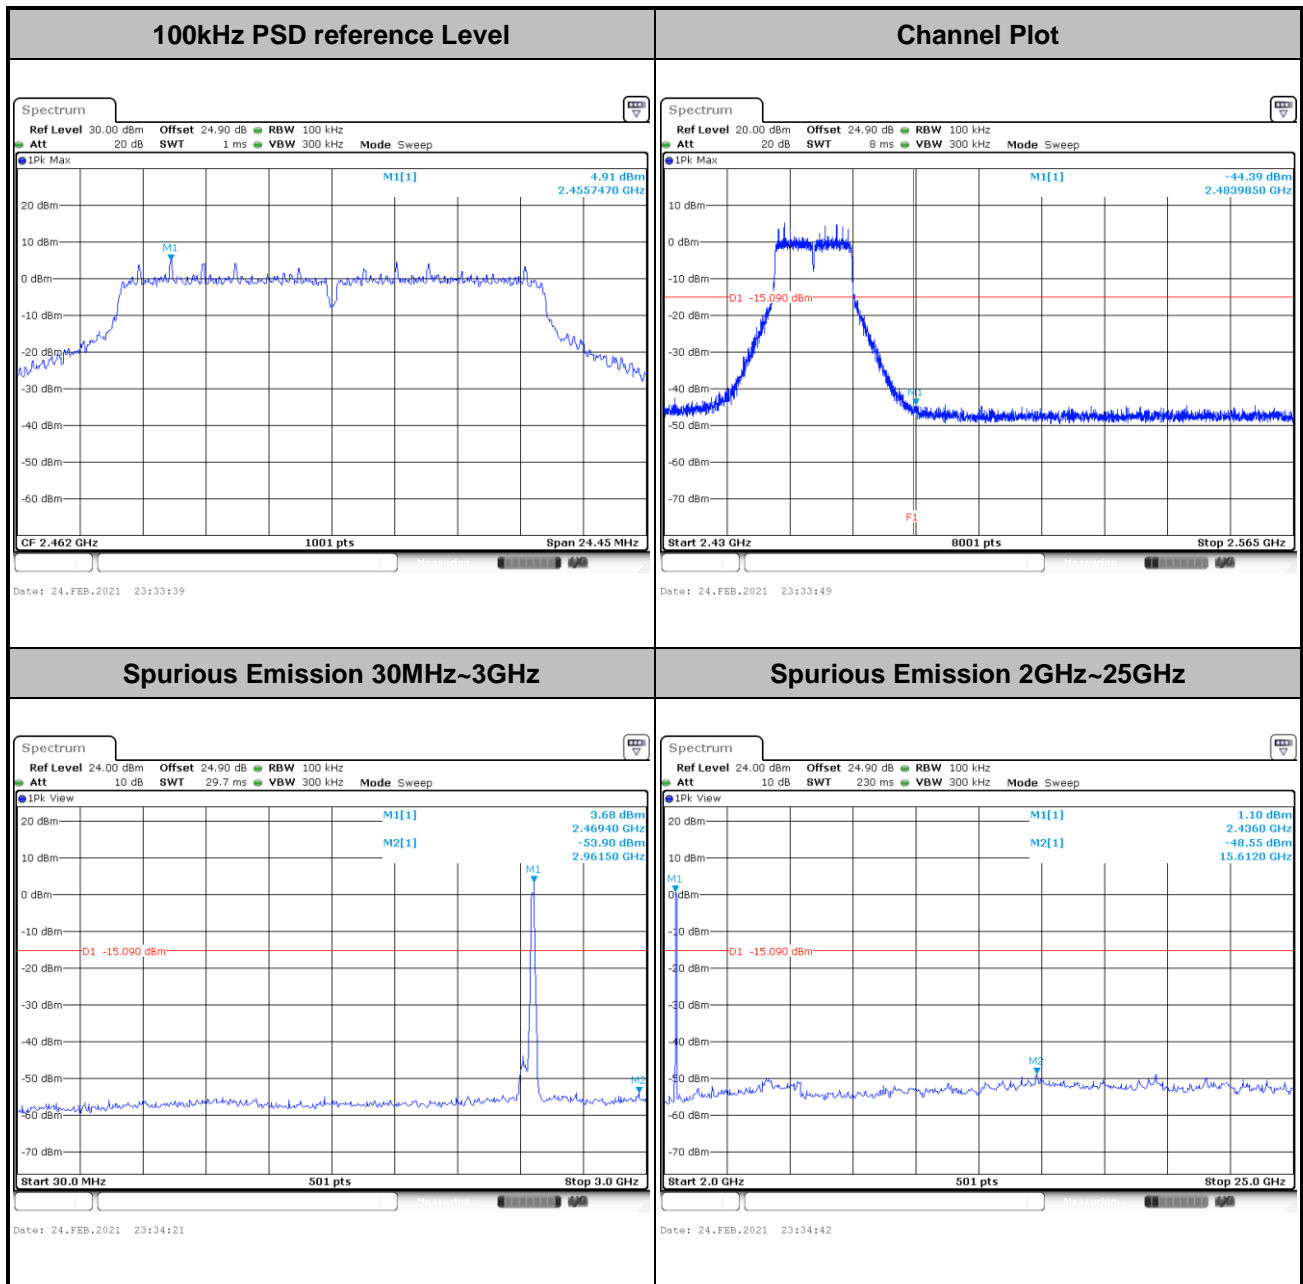 100kHz PSD reference Level
Channel Plot
Spectrum
Ref Level 30.00 dBm Offset 24.90 dB RBW 100 kHz
Att 20 dB SWT 1 ms VBW 300 kHz Mode Sweep
1Pk Max
M1[1] 4.91 dBm
2.4557470 GHz
20 dBm
10 dBm
M1
0 dBm
-10 dBm
-20 dBm
-30 dBm
-40 dBm
-50 dBm
-60 dBm
CF 2.462 GHz 1001 pts Span 24.45 MHz
Measuring
Date: 24.FEB.2021 23:33:39
Spectrum
Ref Level 20.00 dBm Offset 24.90 dB RBW 100 kHz
Att 20 dB SWT 8 ms VBW 300 kHz Mode Sweep
1Pk Max
M1[1] -44.39 dBm
2.4839850 GHz
10 dBm
0 dBm
-10 dBm
D1 -15.090 dBm
-20 dBm
-30 dBm
-40 dBm
M1
-50 dBm
-60 dBm
-70 dBm
F1
Start 2.43 GHz 8001 pts Stop 2.565 GHz
Measuring
Date: 24.FEB.2021 23:33:49
Spurious Emission 30MHz~3GHz
Spurious Emission 2GHz~25GHz
Spectrum
Ref Level 24.00 dBm Offset 24.90 dB RBW 100 kHz
Att 10 dB SWT 29.7 ms VBW 300 kHz Mode Sweep
1Pk View
M1[1] 3.68 dBm
2.46940 GHz
M2[1] -53.90 dBm
2.96150 GHz
20 dBm
10 dBm
M1
0 dBm
-10 dBm
D1 -15.090 dBm
-20 dBm
-30 dBm
-40 dBm
-50 dBm
M2
-60 dBm
-70 dBm
Start 30.0 MHz 501 pts Stop 3.0 GHz
Measuring
Date: 24.FEB.2021 23:34:21
Spectrum
Ref Level 24.00 dBm Offset 24.90 dB RBW 100 kHz
Att 10 dB SWT 230 ms VBW 300 kHz Mode Sweep
1Pk View
M1[1] 1.10 dBm
2.4360 GHz
M2[1] -48.55 dBm
15.6120 GHz
20 dBm
10 dBm
M1
0 dBm
-10 dBm
D1 -15.090 dBm
-20 dBm
-30 dBm
-40 dBm
M2
-50 dBm
-60 dBm
-70 dBm
Start 2.0 GHz 501 pts Stop 25.0 GHz
Measuring
Date: 24.FEB.2021 23:34:42